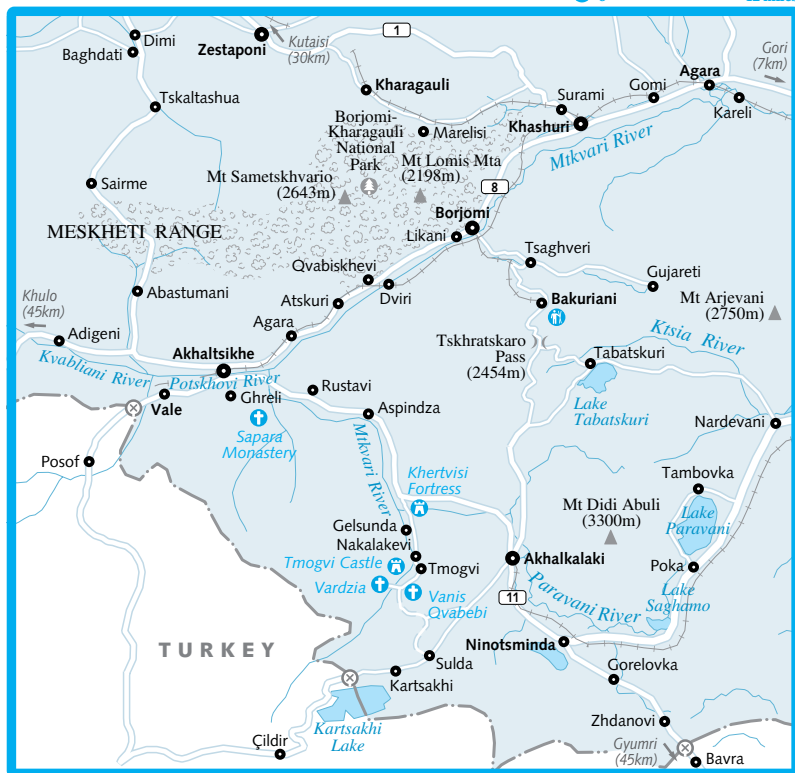 Dimi
Baghdati
Zestaponi
Kutaisi
(30km)
1
Gori
(7km)
Tskaltashua
Kharagauli
Surami
Gomi
Agara
Kareli
Khashuri
Borjomi-
Kharagauli
National
Park
Marelisi
Mtkvari River
Mt Lomis Mta
(2198m)
Mt Sametskhvario
(2643m)
8
Sairme
MESKHETI RANGE
Borjomi
Likani
Tsaghveri
Gujareti
Qvabiskhevi
Dviri
Abastumani
Atskuri
Bakuriani
Mt Arjevani
(2750m)
Khulo
(45km)
Adigeni
Agara
Ktsia River
Tskhratskaro
Pass
(2454m)
Tabatskuri
Kvabliani River
Akhaltsikhe
Potskhovi River
Lake
Tabatskuri
Vale
Ghreli
Rustavi
Aspindza
Nardevani
Sapara
Monastery
Mtkvari River
Posof
Khertvisi
Fortress
Tambovka
Lake
Paravani
Mt Didi Abuli
(3300m)
Gelsunda
Nakalakevi
Tmogvi Castle
Tmogvi
Akhalkalaki
Poka
Vardzia
Vanis
Qvabebi
11
Paravani River
Lake
Saghamo
TURKEY
Ninotsminda
Sulda
Kartsakhi
Gorelovka
Kartsakhi
Lake
Zhdanovi
Çildir
Gyumri
(45km)
Bavra